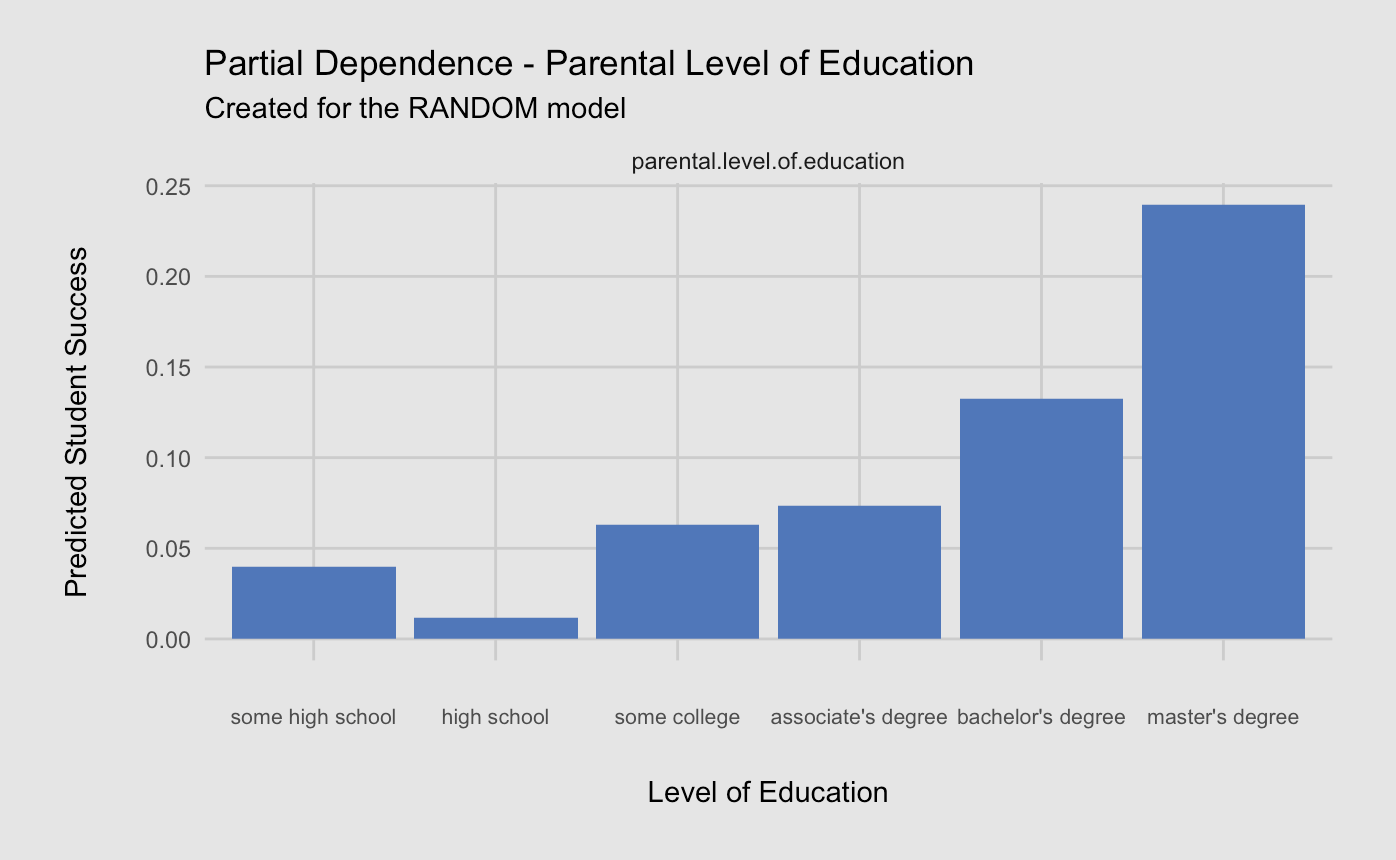 Partial Dependence - Parental Level of Education
Created for the RANDOM model
parental.level.of.education
Predicted Student Success
0.25
0.20
0.15
0.10
0.05
0.00
some high school
high school
some college
associate's degree
bachelor's degree
master's degree
Level of Education